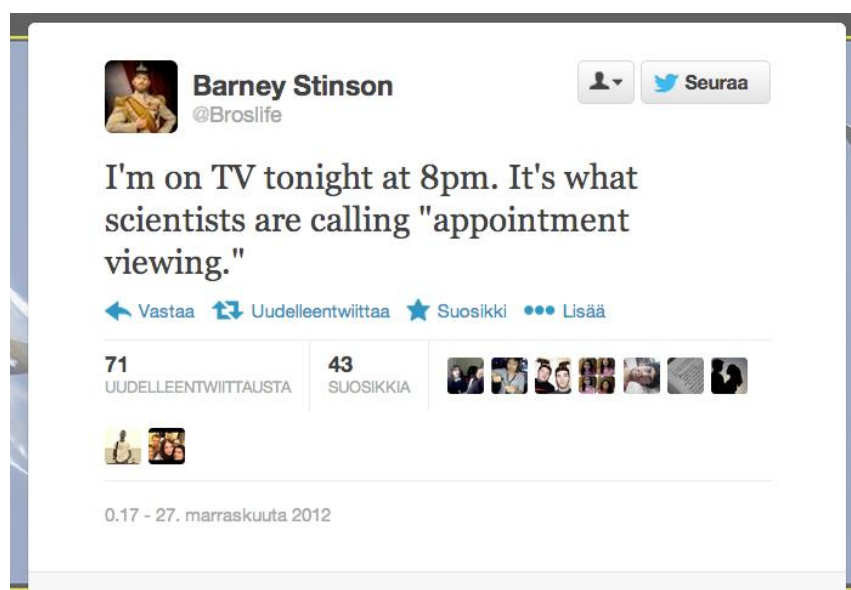 Barney Stinson
@Broslife
Seuraa
I'm on TV tonight at 8pm. It's what
scientists are calling "appointment
viewing."
Vastaa Uudelleentwiittaa Suosikki Lisää
71
UUDELLEENTWIITTAUSTA
43
SUOSIKKIA
0.17 - 27. marraskuuta 2012